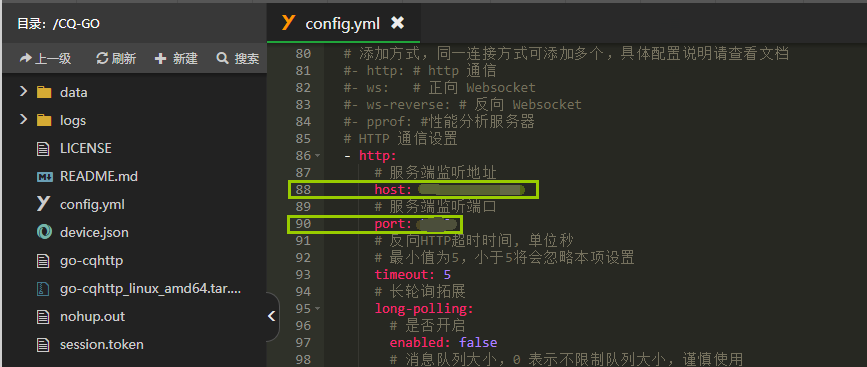 目录: /CQ-GO
上一级 刷新 新建 搜索
data
logs
LICENSE
README.md
config.yml
device.json
go-cqhttp
go-cqhttp_linux_amd64.tar....
nohup.out
session.token
config.yml
80 # 添加方式，同一连接方式可添加多个，具体配置说明请查看文档
81 #- http: # http 通信
82 #- ws:   # 正向 Websocket
83 #- ws-reverse: # 反向 Websocket
84 #- pprof: #性能分析服务器
85 # HTTP 通信设置
86 - http:
87 # 服务端监听地址
88 host:
89 # 服务端监听端口
90 port:
91 # 反向HTTP超时时间, 单位秒
92 # 最小值为5，小于5将会忽略本项设置
93 timeout: 5
94 # 长轮询拓展
95 long-polling:
96 # 是否开启
97 enabled: false
98 # 消息队列大小，0 表示不限制队列大小，谨慎使用